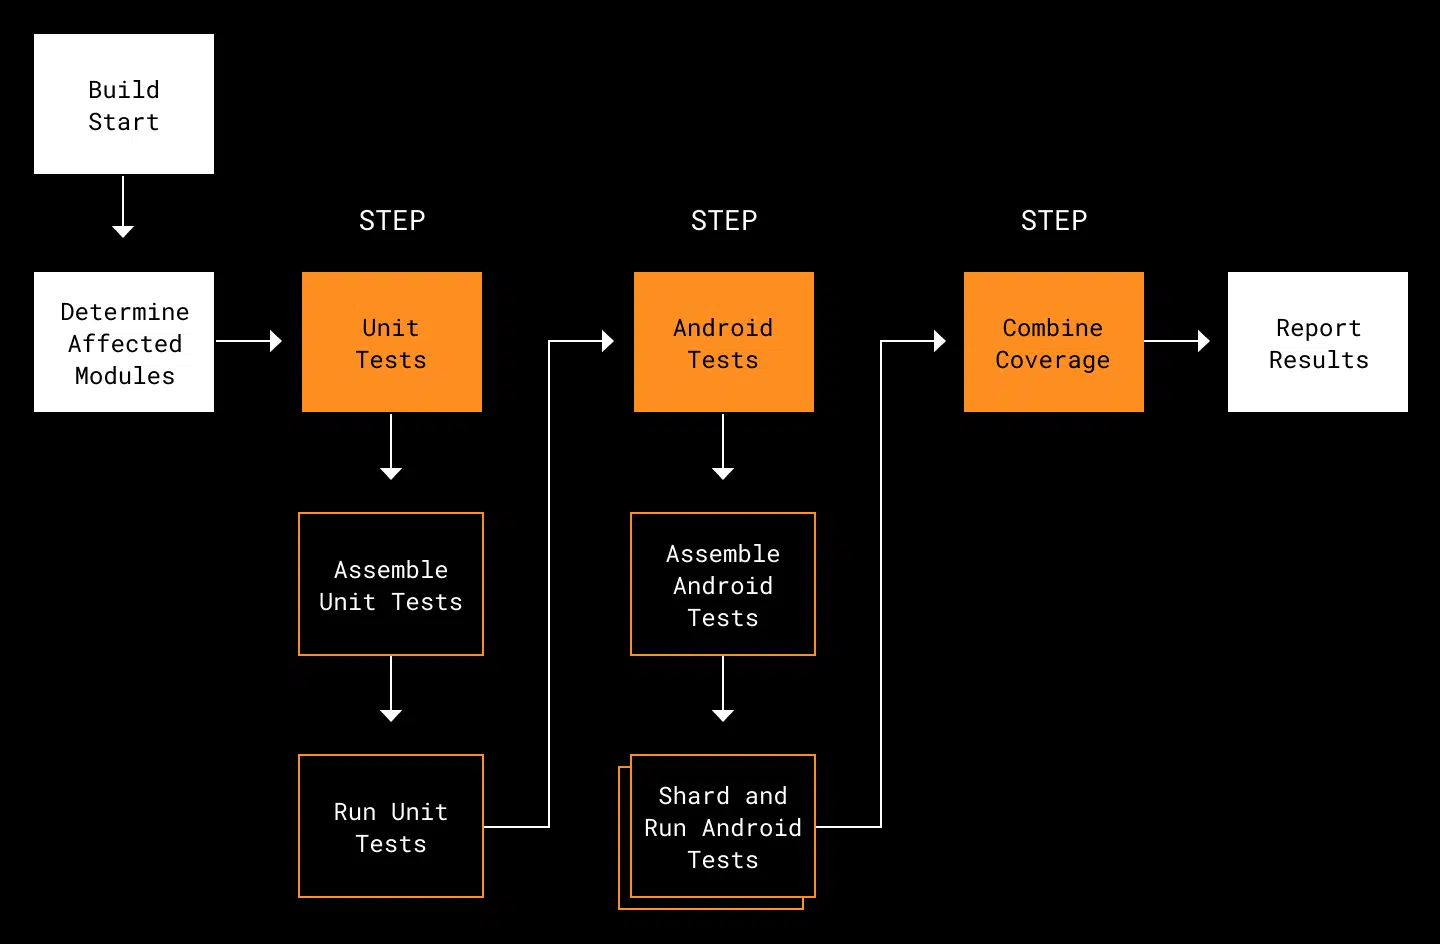 Build
Start
STEP
STEP
STEP
Determine
Affected
Modules
Unit
Tests
Android
Tests
Combine
Coverage
Report
Results
Assemble
Unit Tests
Assemble
Android
Tests
Run Unit
Tests
Shard and
Run Android
Tests